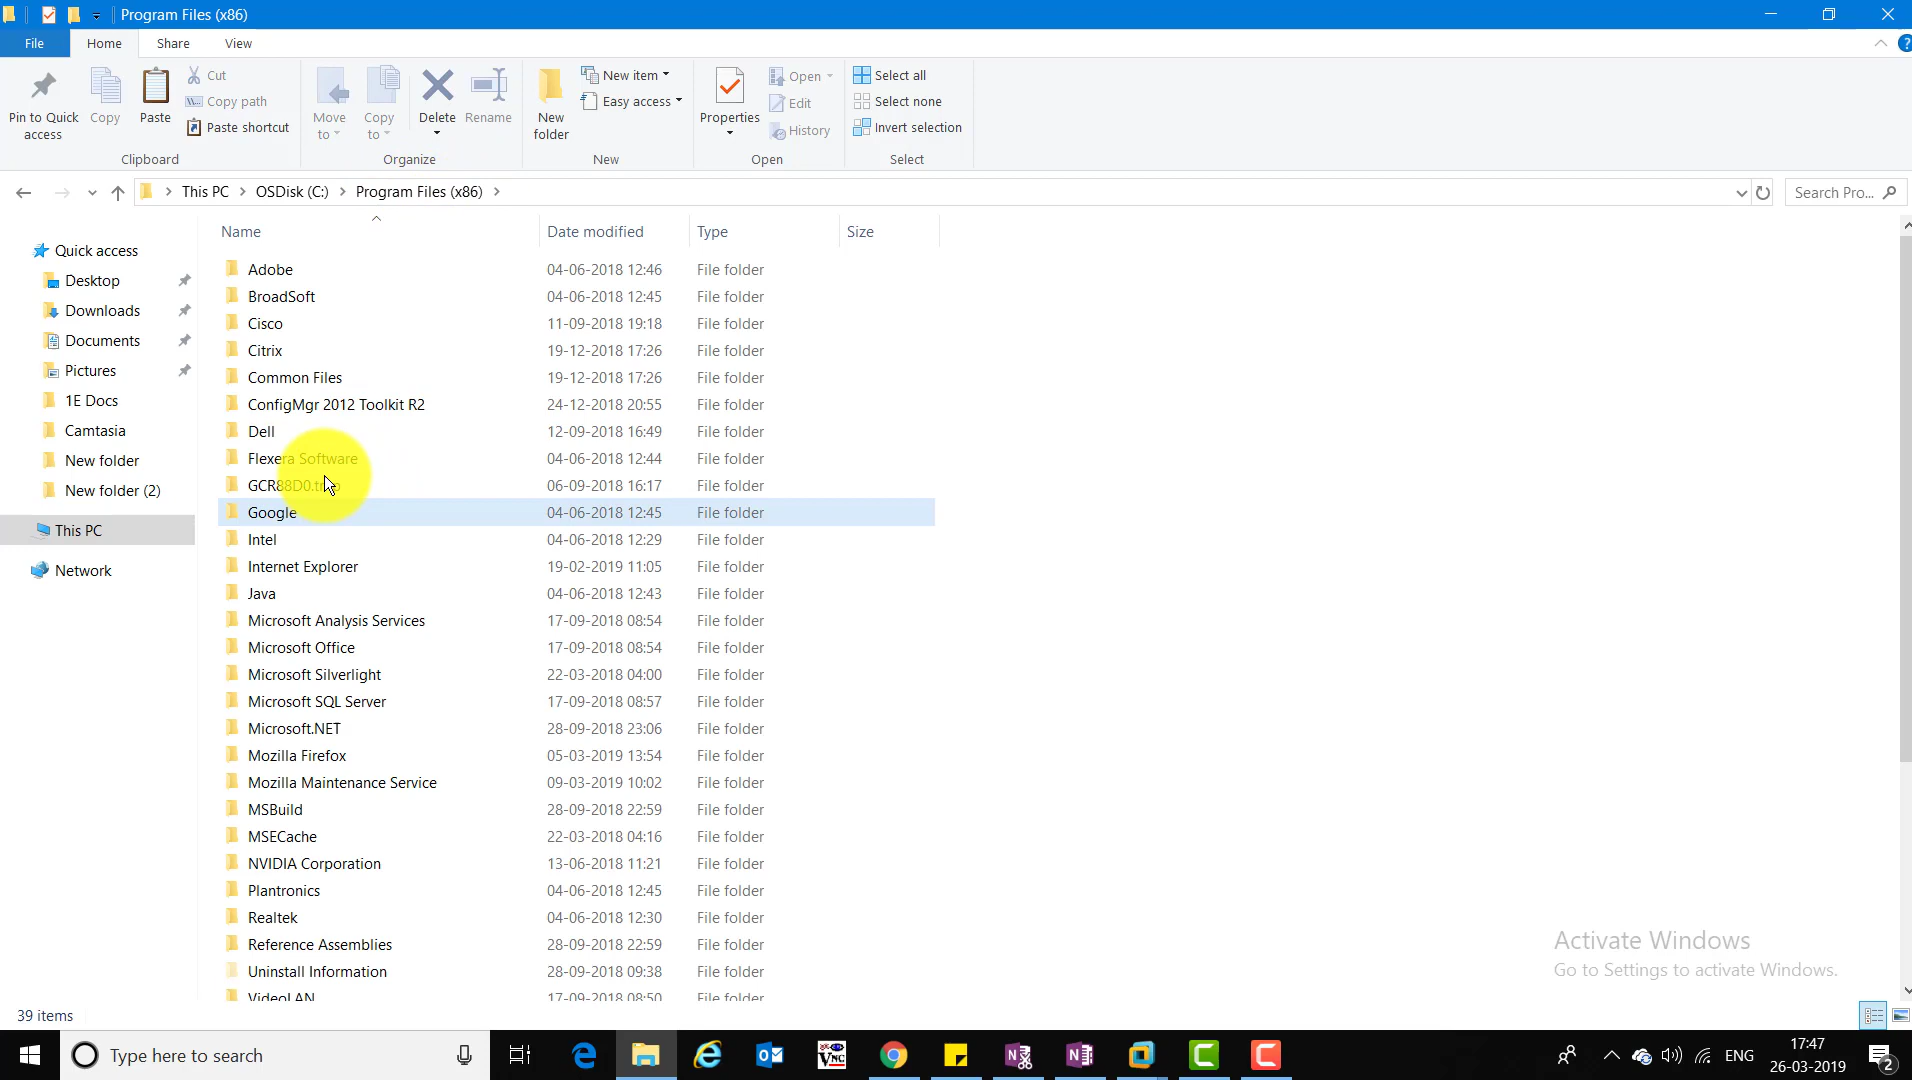 Program Files (x86)
File Home Share View
Pin to Quick access
Copy
Paste
Cut
Copy path
Paste shortcut
Clipboard
Move to
Copy to
Delete
Rename
Organize
New folder
New item
Easy access
New
Properties
Open
Edit
History
Open
Select all
Select none
Invert selection
Select
This PC > OSDisk (C:) > Program Files (x86) >
Search Pro...
Name Date modified Type Size
Quick access
Desktop
Downloads
Documents
Pictures
1E Docs
Camtasia
New folder
New folder (2)
This PC
Network
Adobe 04-06-2018 12:46 File folder
BroadSoft 04-06-2018 12:45 File folder
Cisco 11-09-2018 19:18 File folder
Citrix 19-12-2018 17:26 File folder
Common Files 19-12-2018 17:26 File folder
ConfigMgr 2012 Toolkit R2 24-12-2018 20:55 File folder
Dell 12-09-2018 16:49 File folder
Flexera Software 04-06-2018 12:44 File folder
GCR88D0.tmp 06-09-2018 16:17 File folder
Google 04-06-2018 12:45 File folder
Intel 04-06-2018 12:29 File folder
Internet Explorer 19-02-2019 11:05 File folder
Java 04-06-2018 12:43 File folder
Microsoft Analysis Services 17-09-2018 08:54 File folder
Microsoft Office 17-09-2018 08:54 File folder
Microsoft Silverlight 22-03-2018 04:00 File folder
Microsoft SQL Server 17-09-2018 08:57 File folder
Microsoft.NET 28-09-2018 23:06 File folder
Mozilla Firefox 05-03-2019 13:54 File folder
Mozilla Maintenance Service 09-03-2019 10:02 File folder
MSBuild 28-09-2018 22:59 File folder
MSECache 22-03-2018 04:16 File folder
NVIDIA Corporation 13-06-2018 11:21 File folder
Plantronics 04-06-2018 12:45 File folder
Realtek 04-06-2018 12:30 File folder
Reference Assemblies 28-09-2018 22:59 File folder
Uninstall Information 28-09-2018 09:38 File folder
VideoLAN 17-09-2018 08:50 File folder
Activate Windows
Go to Settings to activate Windows.
39 items
Type here to search
VNC
ENG
17:47
26-03-2019
2